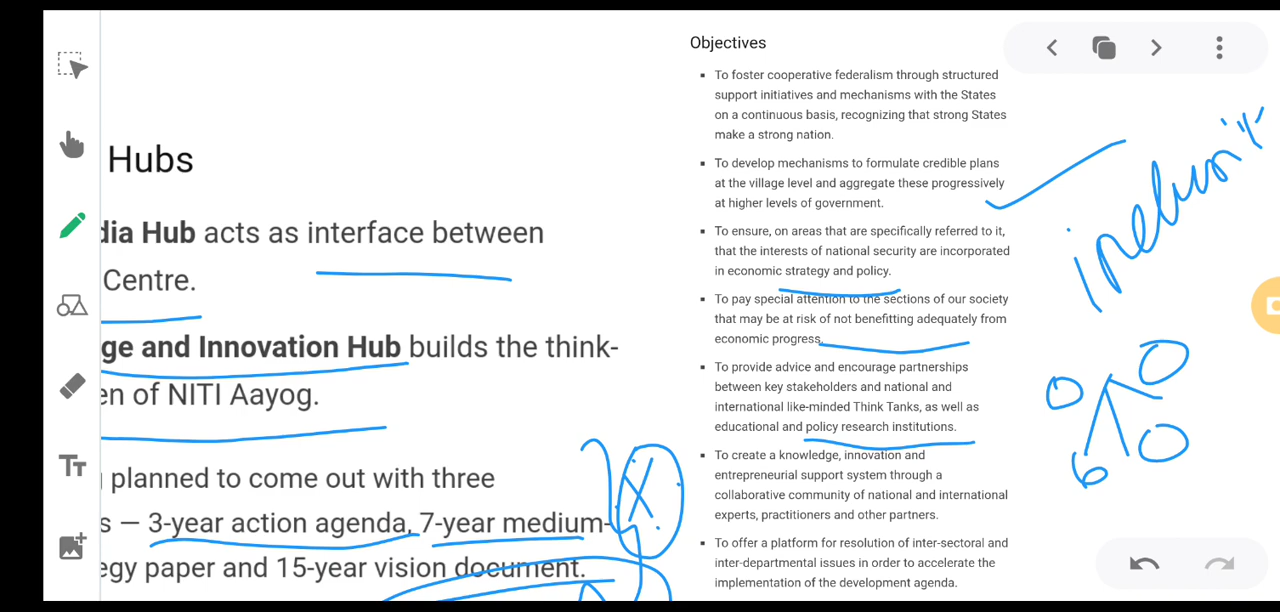 Hubs
dia Hub acts as interface between
Centre.
ge and Innovation Hub builds the think-
en of NITI Aayog.
planned to come out with three
s — 3-year action agenda, 7-year medium-
egy paper and 15-year vision document.
Objectives
▪ To foster cooperative federalism through structured
support initiatives and mechanisms with the States
on a continuous basis, recognizing that strong States
make a strong nation.
▪ To develop mechanisms to formulate credible plans
at the village level and aggregate these progressively
at higher levels of government.
▪ To ensure, on areas that are specifically referred to it,
that the interests of national security are incorporated
in economic strategy and policy.
▪ To pay special attention to the sections of our society
that may be at risk of not benefitting adequately from
economic progress.
▪ To provide advice and encourage partnerships
between key stakeholders and national and
international like-minded Think Tanks, as well as
educational and policy research institutions.
▪ To create a knowledge, innovation and
entrepreneurial support system through a
collaborative community of national and international
experts, practitioners and other partners.
▪ To offer a platform for resolution of inter-sectoral and
inter-departmental issues in order to accelerate the
implementation of the development agenda.
Tт